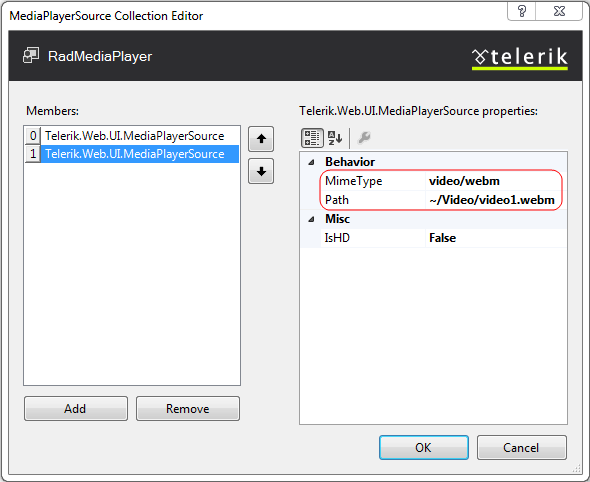 MediaPlayerSource Collection Editor
RadMediaPlayer
telerik
Members:
0 Telerik.Web.UI.MediaPlayerSource
1 Telerik.Web.UI.MediaPlayerSource
Add
Remove
Telerik.Web.UI.MediaPlayerSource properties:
Behavior
MimeType video/webm
Path ~/Video/video1.webm
Misc
IsHD False
OK
Cancel